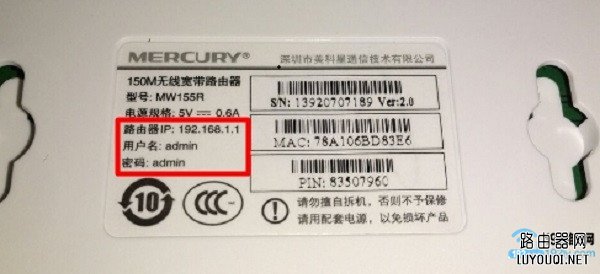 MERCURY® 深圳市美科星通信技术有限公司
150M无线宽带路由器
型号: MW155R
电源规格: 5V⎓0.6A
路由器IP: 192.168.1.1
用户名: admin
密码: admin
S/N: 13920707189 Ver:2.0
MAC: 78A106BD83E6
PIN: 83507960
10
CCC
请勿擅自拆机, 否则不予保修
请用配套电源, 以免损坏产品
路由器网
LUYOUQI.NET